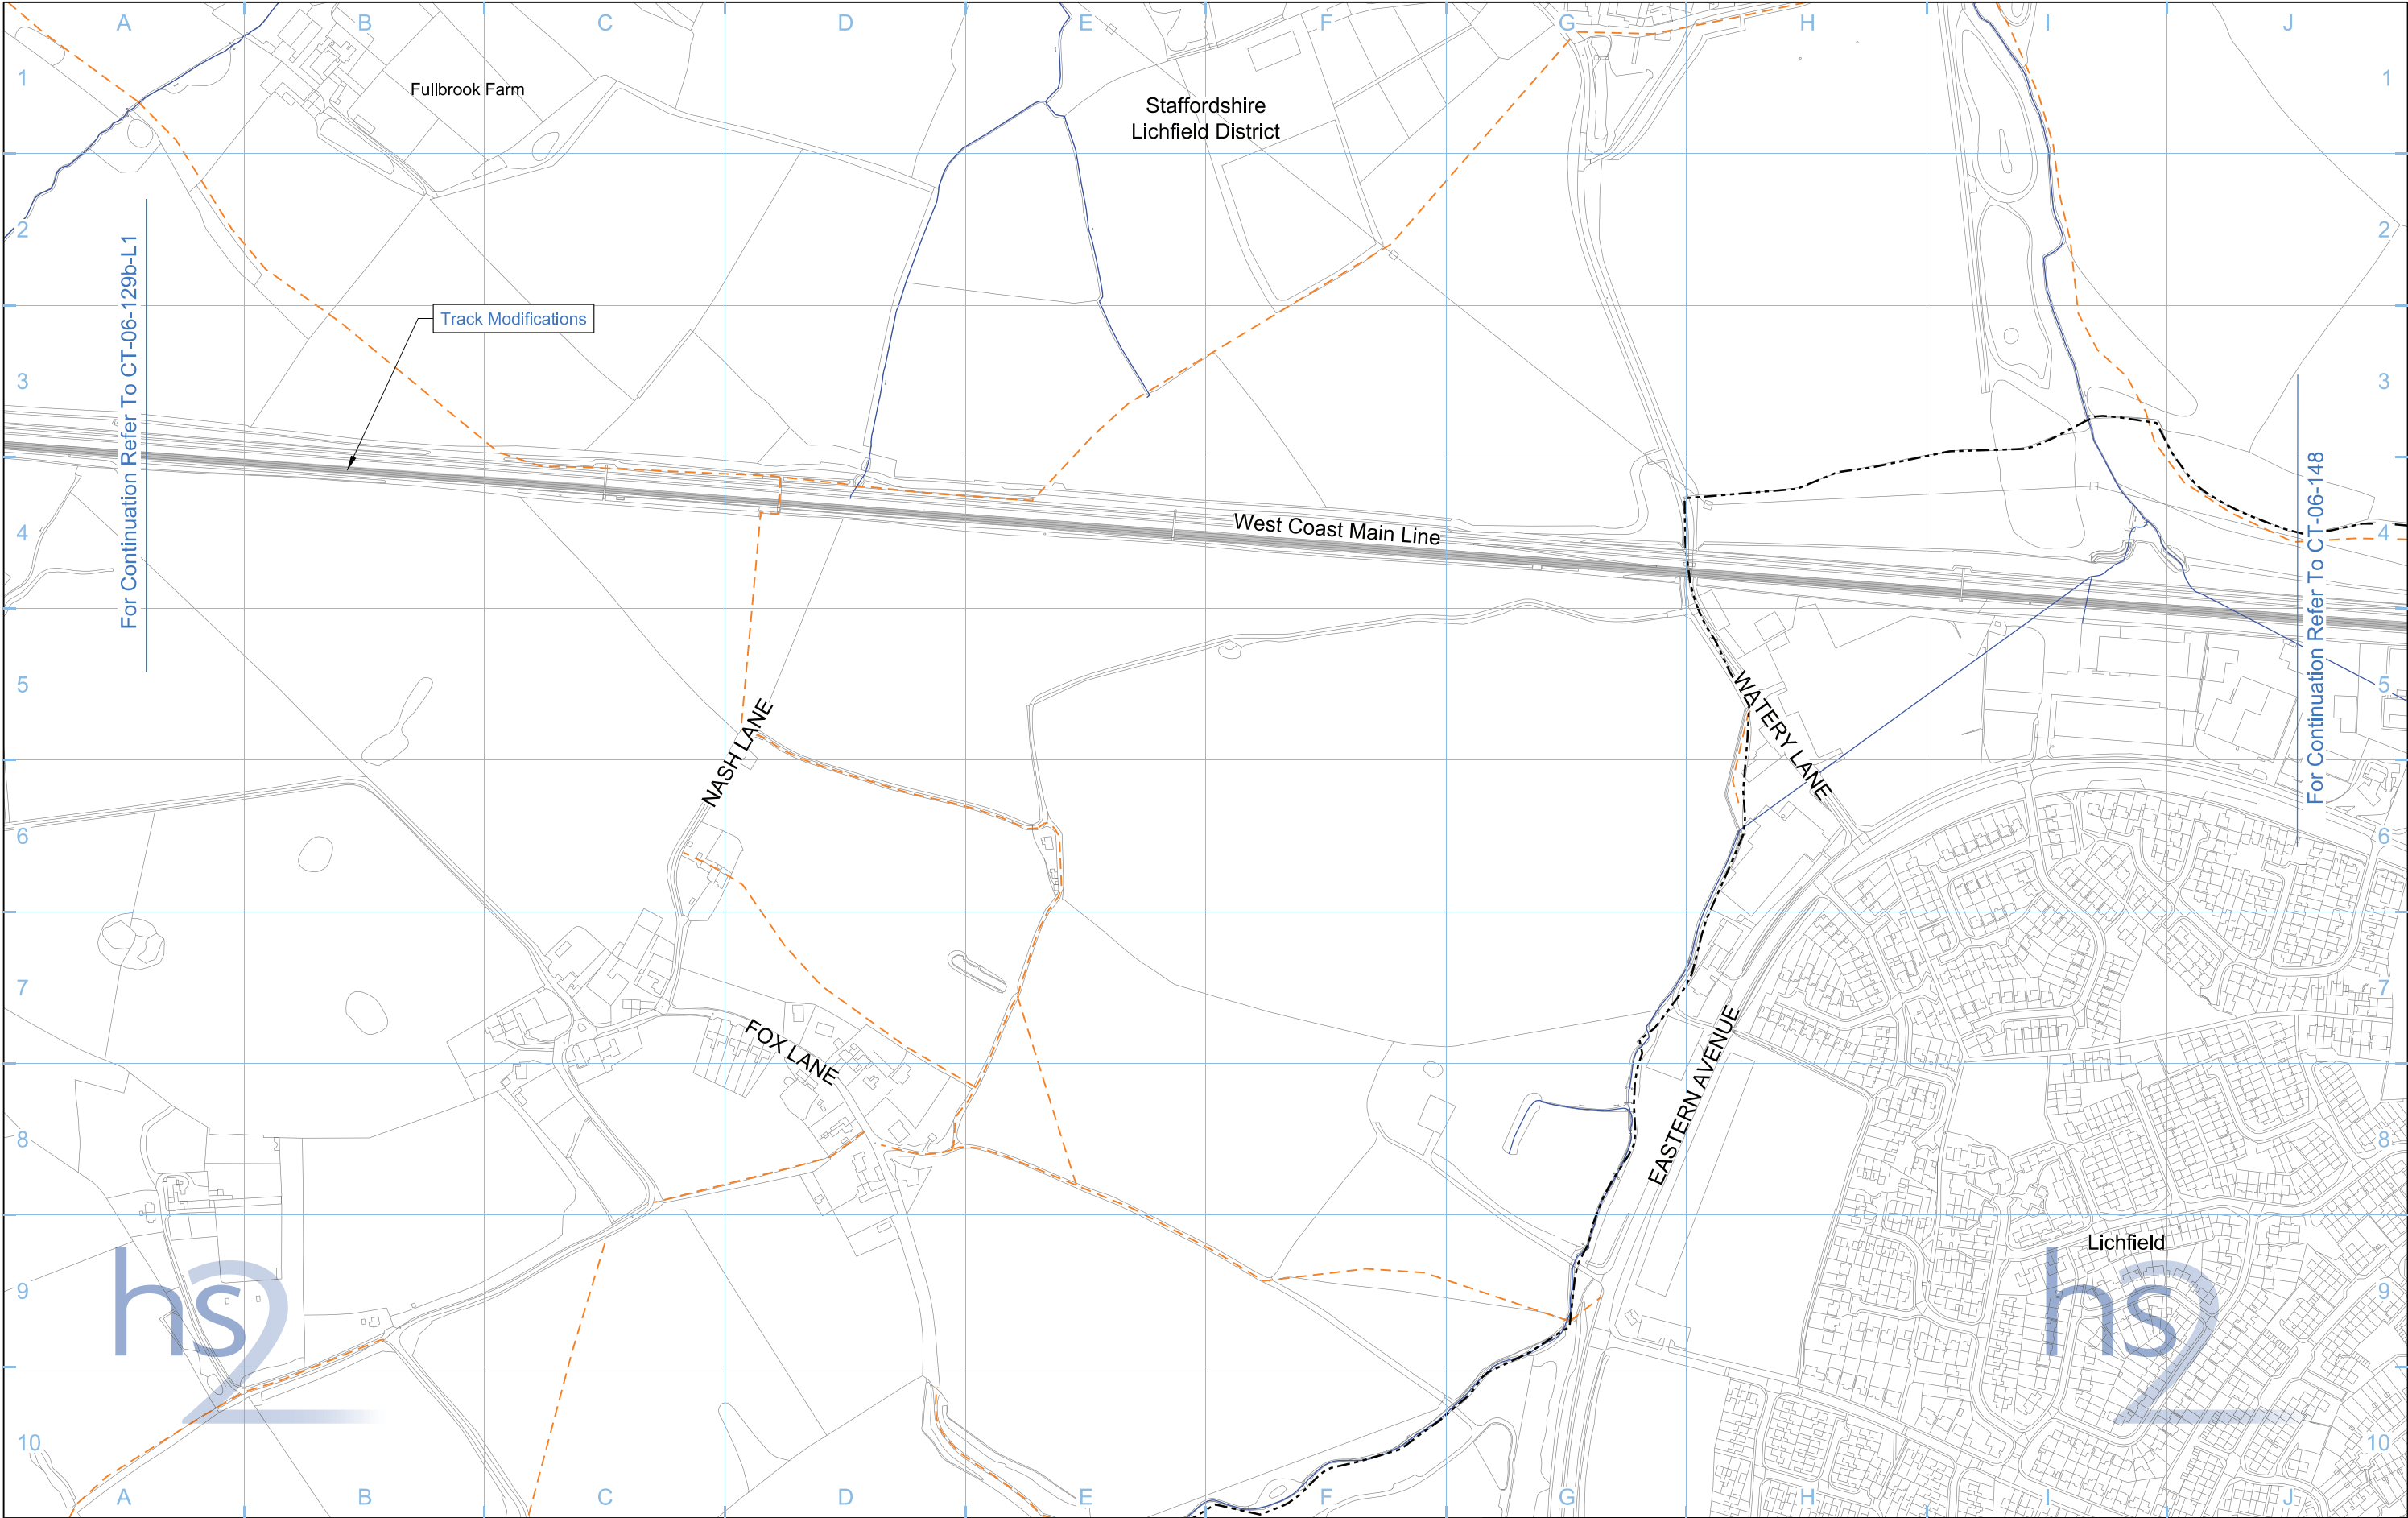 A B C D E F G H I J
1 1
Fullbrook Farm
Staffordshire
Lichfield District
2 2
For Continuation Refer To CT-06-129b-L1
Track Modifications
3 3
West Coast Main Line
4 4
For Continuation Refer To CT-06-148
5 5
WATERY LANE
NASH LANE
6 6
7 7
FOX LANE
EASTERN AVENUE
8 8
Lichfield
9 9
hs2
hs2
10 10
A B C D E F G H I J